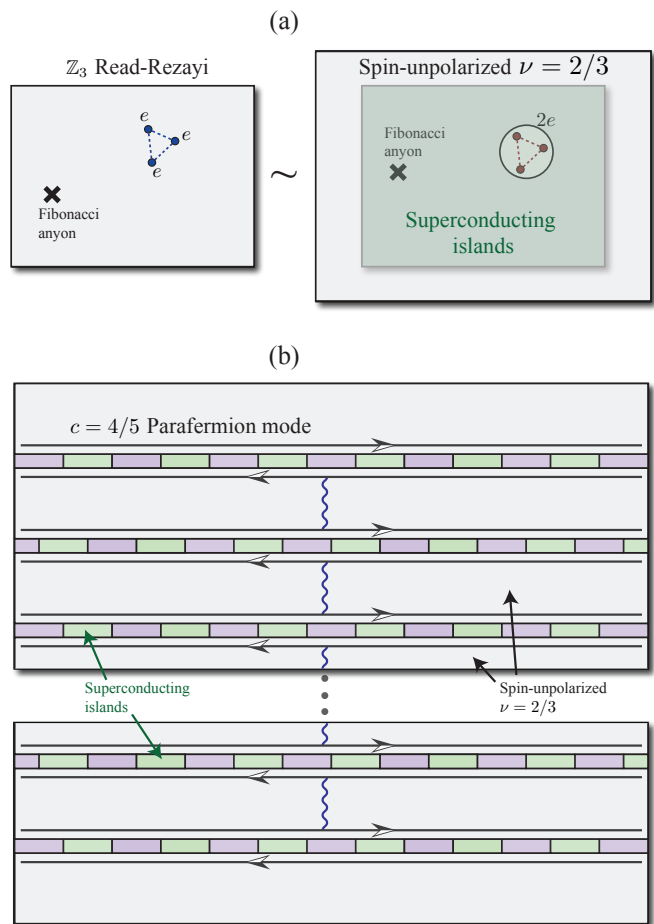 (a)
ℤ₃ Read-Rezayi
Spin-unpolarized ν = 2/3
e
e
e
Fibonacci
anyon
∼
2e
Fibonacci
anyon
Superconducting
islands
(b)
c = 4/5 Parafermion mode
Superconducting
islands
Spin-unpolarized
ν = 2/3